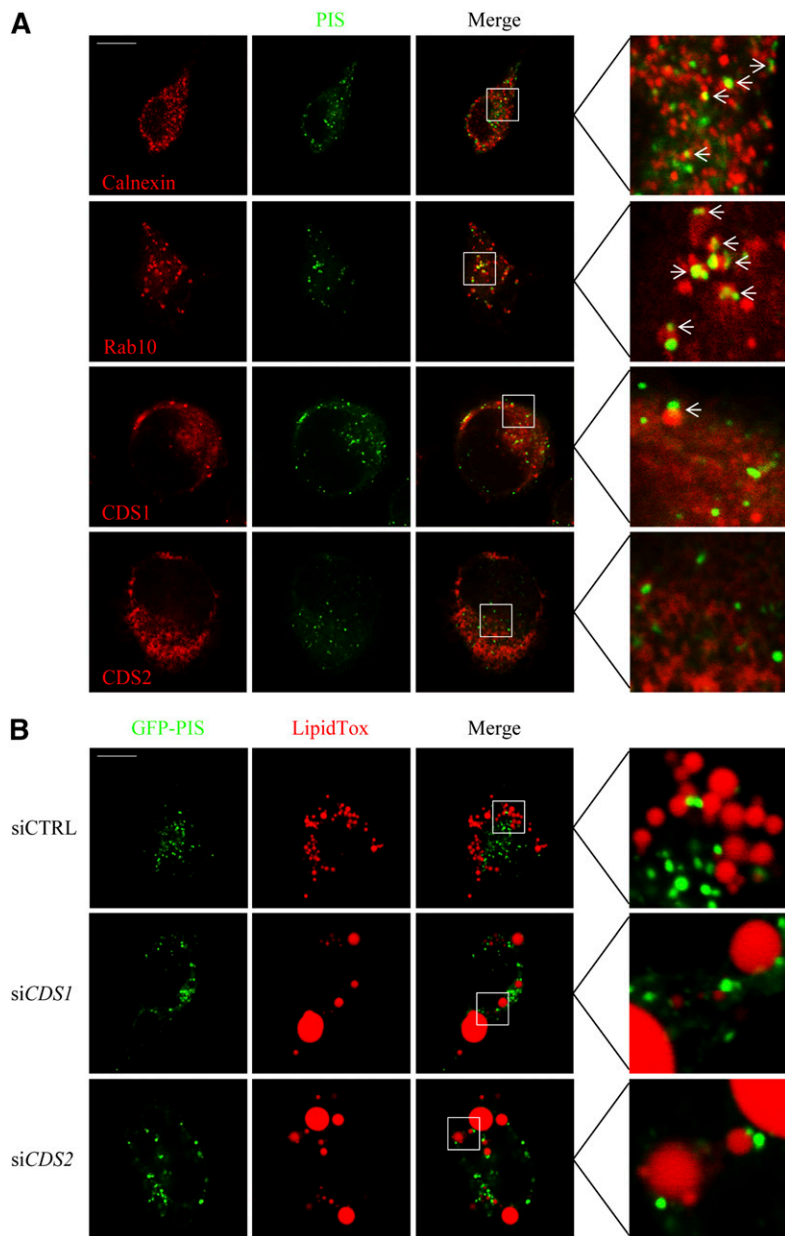 A
PIS Merge
Calnexin
Rab10
CDS1
CDS2
B
GFP-PIS LipidTox Merge
siCTRL
siCDS1
siCDS2